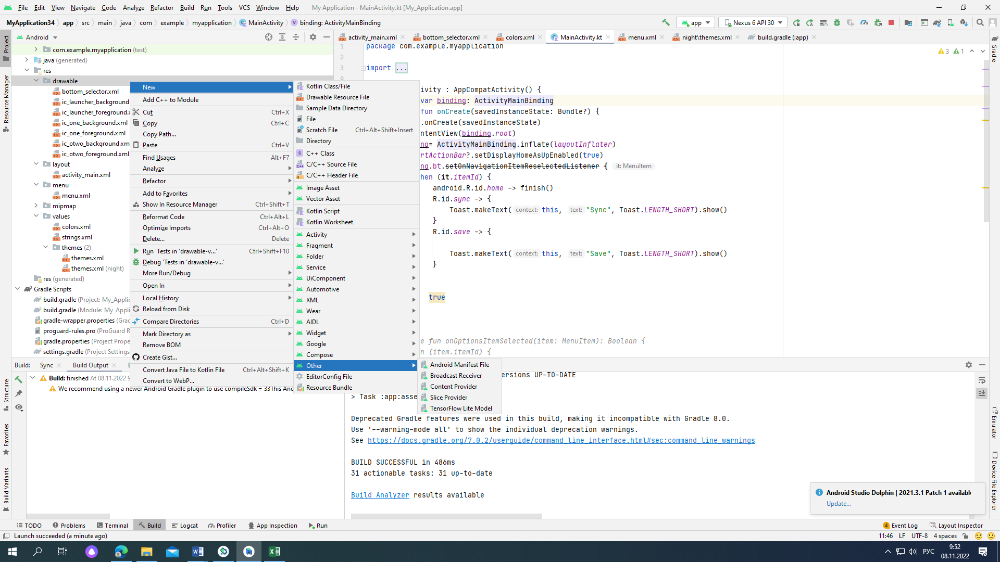 File Edit View Navigate Code Analyze Refactor Build Run Tools VCS Window Help My Application - MainActivity.kt [My_Application.app]
MyApplication34 app src main java com example myapplication MainActivity binding: ActivityMainBinding app Nexus 6 API 30
Android
activity_main.xml bottom_selector.xml colors.xml MainActivity.kt menu.xml night\themes.xml build.gradle (:app)
Project
Resource Manager
Structure
Favorites
Build Variants
Gradle
Emulator
Device File Explorer
com.example.myapplication (test)
java (generated)
res
drawable
bottom_selector.xml
ic_launcher_background
ic_launcher_foreground.
ic_one_background.xml
ic_one_foreground.xml
ic_otwo_background.xm
ic_otwo_foreground.xml
layout
activity_main.xml
menu
menu.xml
mipmap
values
colors.xml
strings.xml
themes (2)
themes.xml
themes.xml (night)
res (generated)
Gradle Scripts
build.gradle (Project: My_Applic
build.gradle (Module: My_Appli
gradle-wrapper.properties (Grad
proguard-rules.pro (ProGuard R
gradle.properties (Project Prope
settings.gradle (Project Settings
New
Add C++ to Module
Cut Ctrl+X
Copy Ctrl+C
Copy Path...
Paste Ctrl+V
Find Usages Alt+F7
Analyze
Refactor
Add to Favorites
Show In Resource Manager Ctrl+Shift+T
Reformat Code Ctrl+Alt+L
Optimize Imports Ctrl+Alt+O
Delete... Delete
Run 'Tests in 'drawable-v...' Ctrl+Shift+F10
Debug 'Tests in 'drawable-v...'
More Run/Debug
Open In
Local History
Reload from Disk
Compare Directories Ctrl+D
Mark Directory as
Remove BOM
Create Gist...
Convert Java File to Kotlin File Ctrl+Alt+Shift+K
Convert to WebP...
Kotlin Class/File
Drawable Resource File
Sample Data Directory
File
Scratch File Ctrl+Alt+Shift+Insert
Directory
C++ Class
C/C++ Source File
C/C++ Header File
Image Asset
Vector Asset
Kotlin Script
Kotlin Worksheet
Activity
Fragment
Folder
Service
UiComponent
Automotive
XML
Wear
AIDL
Widget
Google
Compose
Other
EditorConfig File
Resource Bundle
Android Manifest File
Broadcast Receiver
Content Provider
Slice Provider
TensorFlow Lite Model
1 package com.example.myapplication
2
3 import ...
9
3 1
ivity : AppCompatActivity() {
var binding: ActivityMainBinding
fun onCreate(savedInstanceState: Bundle?) {
.onCreate(savedInstanceState)
ntentView(binding.root)
ng= ActivityMainBinding.inflate(layoutInflater)
rtActionBar?.setDisplayHomeAsUpEnabled(true)
ng.bt.setOnNavigationItemReselectedListener { it: MenuItem
hen (it.itemId) {
android.R.id.home -> finish()
R.id.sync -> {
Toast.makeText( context: this, text: "Sync", Toast.LENGTH_SHORT).show()
}
R.id.save -> {
Toast.makeText( context: this, text: "Save", Toast.LENGTH_SHORT).show()
}
true
e fun onOptionsItemSelected(item: MenuItem): Boolean {
n (item.itemId) {
Build: Sync Build Output
Build: finished At 08.11.2022 9
We recommend using a newer Android Gradle plugin to use compileSdk = 33This And
ersions UP-TO-DATE
> Task :app:asse
Deprecated Gradle features were used in this build, making it incompatible with Gradle 8.0.
Use '--warning-mode all' to show the individual deprecation warnings.
See https://docs.gradle.org/7.0.2/userguide/command_line_interface.html#sec:command_line_warnings
BUILD SUCCESSFUL in 486ms
31 actionable tasks: 31 up-to-date
Build Analyzer results available
Android Studio Dolphin | 2021.3.1 Patch 1 available
Update...
TODO Problems Terminal Build Logcat Profiler App Inspection Run 4 Event Log Layout Inspector
Launch succeeded (a minute ago) 11:46 LF UTF-8 4 spaces
РУС 9:52
08.11.2022